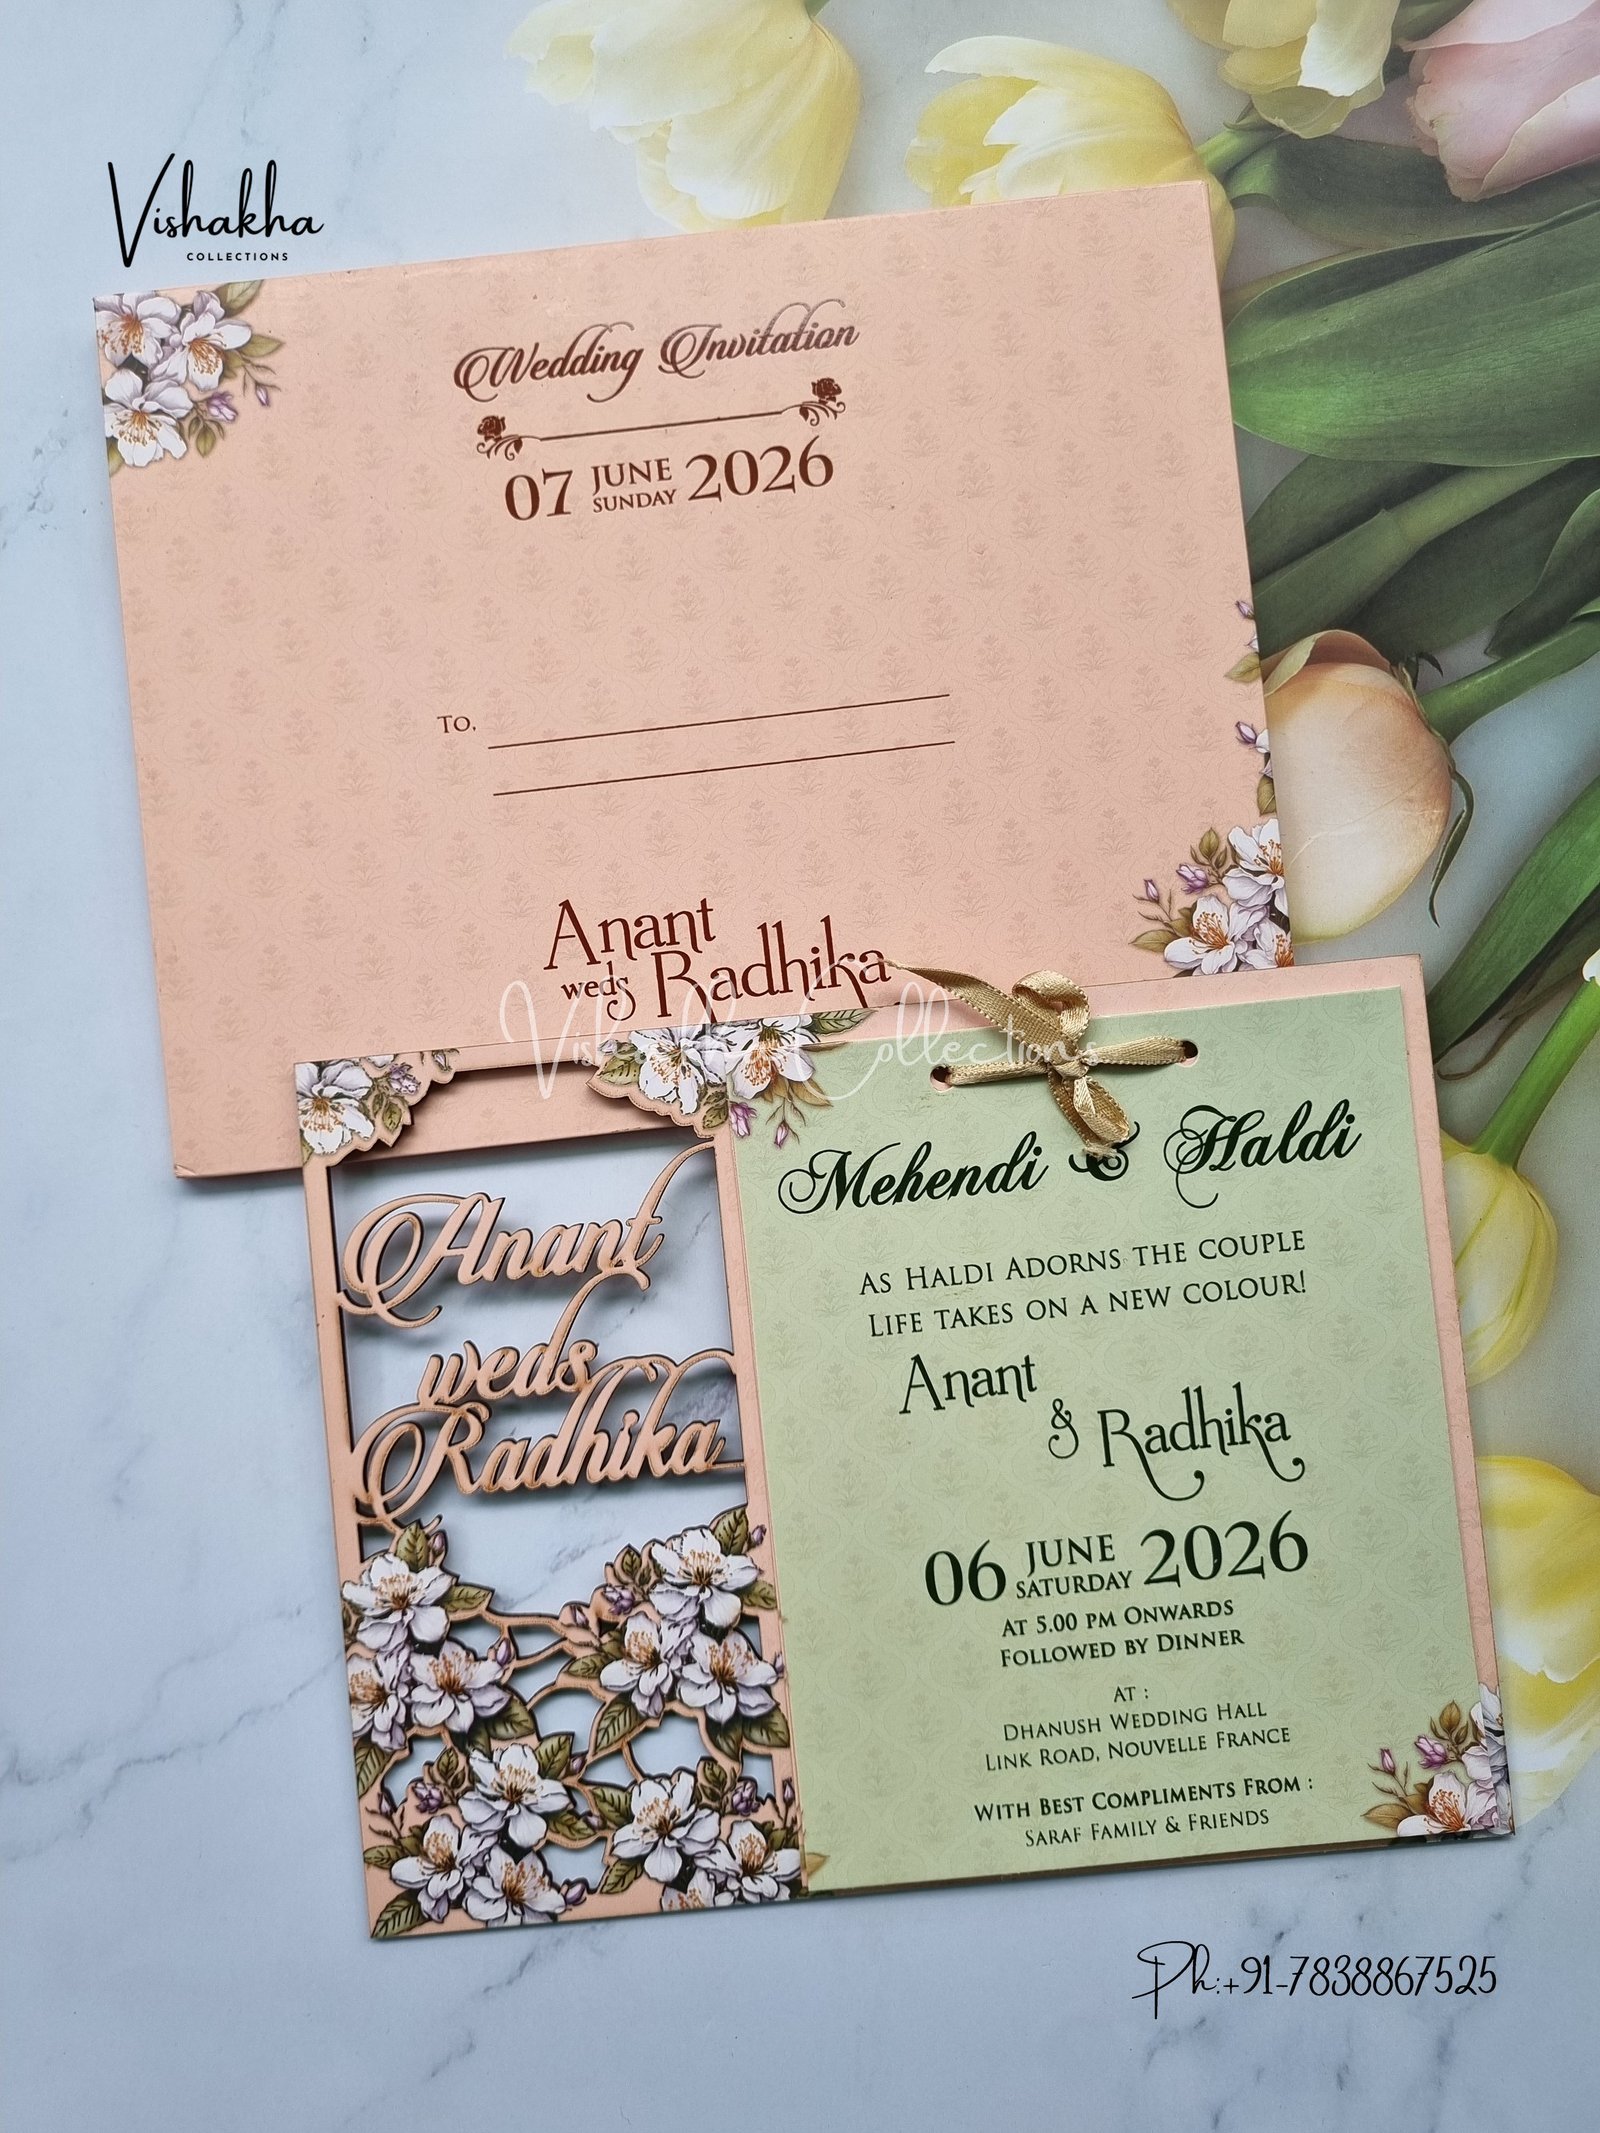 Vishakha
COLLECTIONS
Wedding Invitation
07 JUNE SUNDAY 2026
TO,
Anant
weds Radhika
Vishakha Collections
Anant
weds
Radhika
Mehendi & Haldi
AS HALDI ADORNS THE COUPLE
LIFE TAKES ON A NEW COLOUR!
Anant
& Radhika
06 JUNE SATURDAY 2026
AT 5.00 PM ONWARDS
FOLLOWED BY DINNER
AT :
DHANUSH WEDDING HALL
LINK ROAD, NOUVELLE FRANCE
WITH BEST COMPLIMENTS FROM :
SARAF FAMILY & FRIENDS
Ph:+91-7838867525